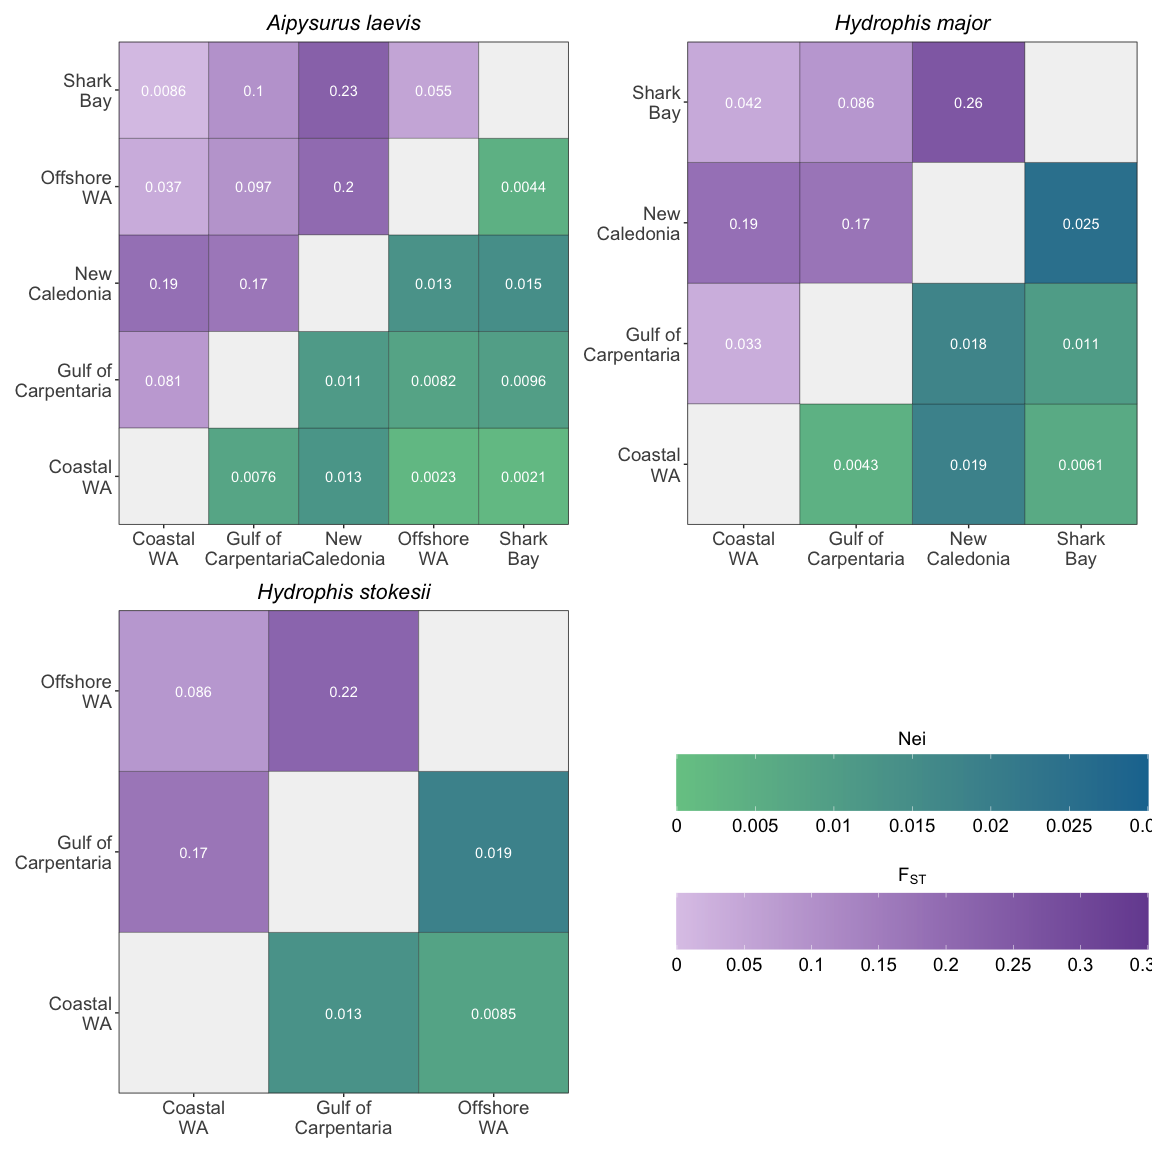 Aipysurus laevis
Shark
Bay
0.0086 0.1 0.23 0.055
Offshore
WA
0.037 0.097 0.2 0.0044
New
Caledonia
0.19 0.17 0.013 0.015
Gulf of
Carpentaria
0.081 0.011 0.0082 0.0096
Coastal
WA
0.0076 0.013 0.0023 0.0021
Coastal Gulf of New Offshore Shark
WA Carpentaria Caledonia WA Bay
Hydrophis major
Shark
Bay
0.042 0.086 0.26
New
Caledonia
0.19 0.17 0.025
Gulf of
Carpentaria
0.033 0.018 0.011
Coastal
WA
0.0043 0.019 0.0061
Coastal Gulf of New Shark
WA Carpentaria Caledonia Bay
Hydrophis stokesii
Offshore
WA
0.086 0.22
Gulf of
Carpentaria
0.17 0.019
Coastal
WA
0.013 0.0085
Coastal Gulf of Offshore
WA Carpentaria WA
Nei
0 0.005 0.01 0.015 0.02 0.025
FST
0 0.05 0.1 0.15 0.2 0.25 0.3